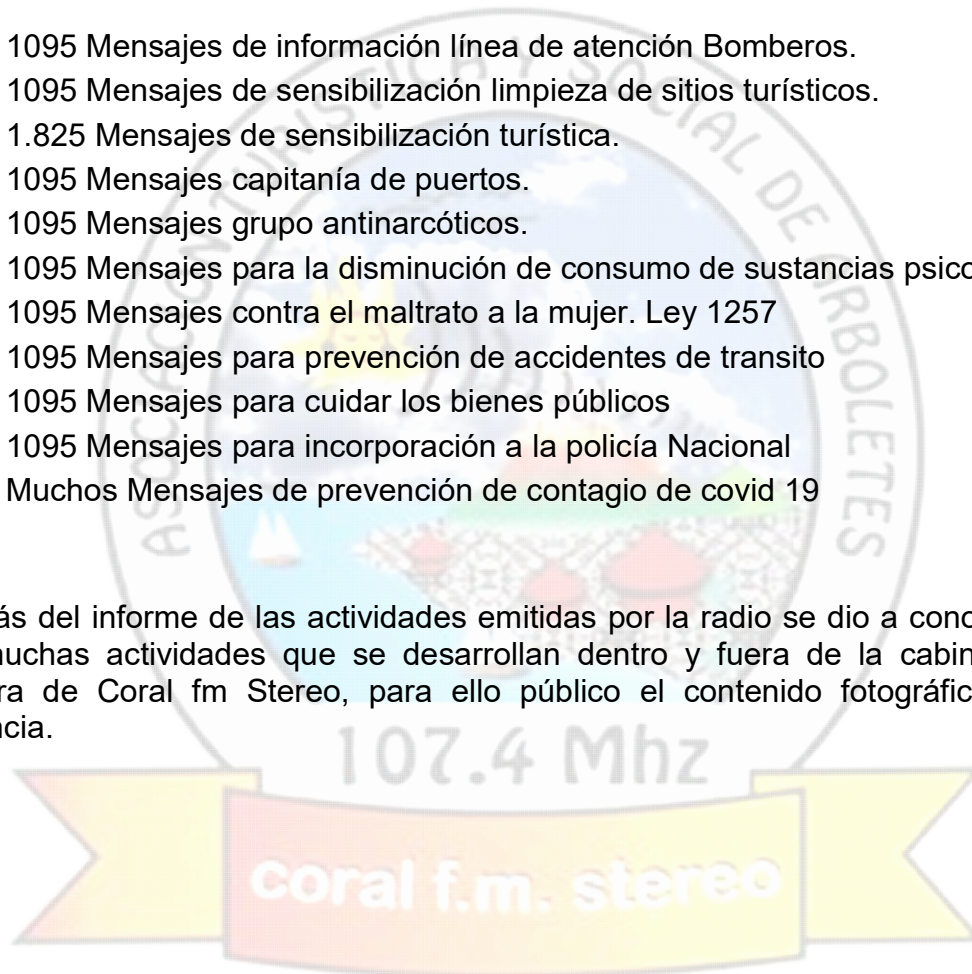 1095 Mensajes de información línea de atención Bomberos.
1095 Mensajes de sensibilización limpieza de sitios turísticos.
1.825 Mensajes de sensibilización turística.
1095 Mensajes capitanía de puertos.
1095 Mensajes grupo antinarcóticos.
1095 Mensajes para la disminución de consumo de sustancias psico
1095 Mensajes contra el maltrato a la mujer. Ley 1257
1095 Mensajes para prevención de accidentes de transito
1095 Mensajes para cuidar los bienes públicos
1095 Mensajes para incorporación a la policía Nacional
Muchos Mensajes de prevención de contagio de covid 19
ás del informe de las actividades emitidas por la radio se dio a cono
muchas actividades que se desarrollan dentro y fuera de la cabin
ra de Coral fm Stereo, para ello público el contenido fotográfic
ncia.
107.4 Mhz
coral f.m. stereo